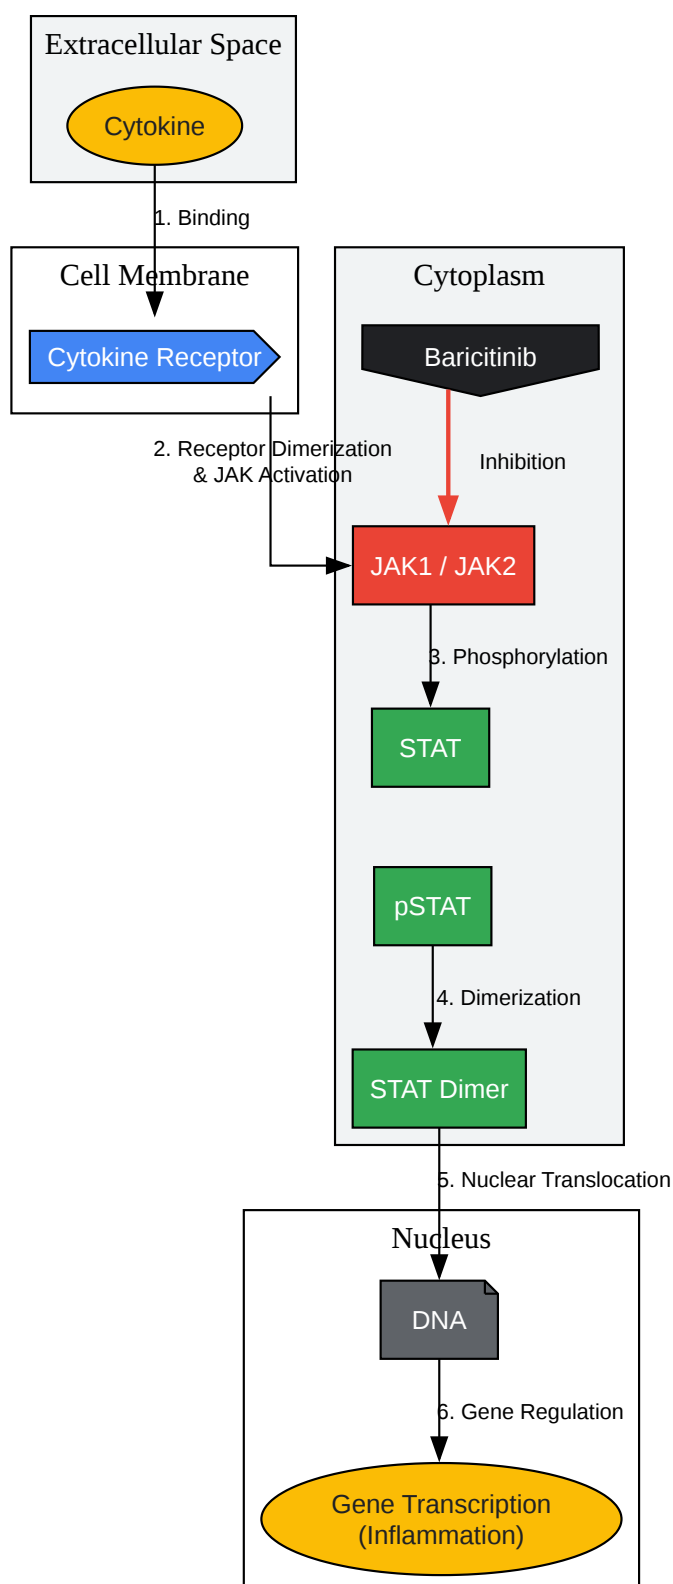 Extracellular Space
Cytokine
1. Binding
Cell Membrane
Cytokine Receptor
Cytoplasm
Baricitinib
2. Receptor Dimerization
& JAK Activation
Inhibition
JAK1 / JAK2
3. Phosphorylation
STAT
pSTAT
4. Dimerization
STAT Dimer
5. Nuclear Translocation
Nucleus
DNA
6. Gene Regulation
Gene Transcription
(Inflammation)